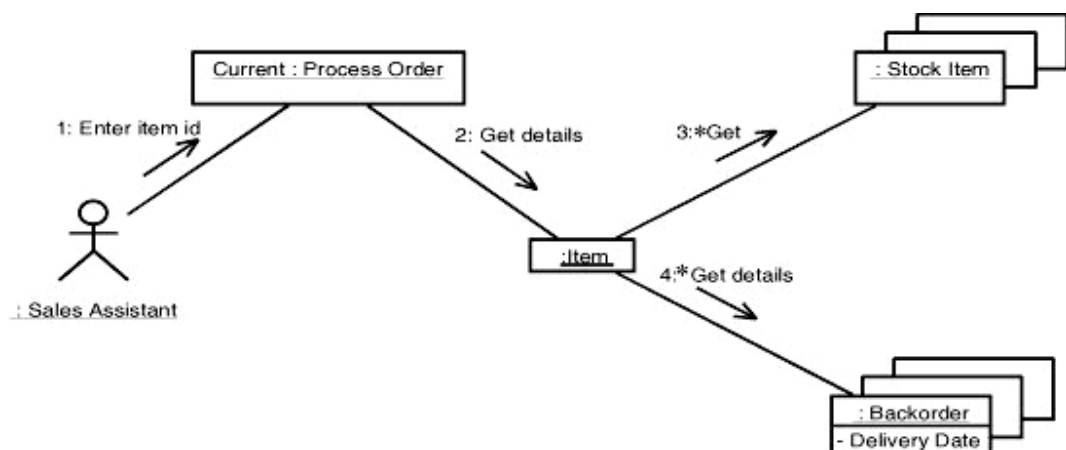 Current : Process Order
: Stock Item
1: Enter item id
2: Get details
3:*Get
:Item
4:*Get details
: Sales Assistant
: Backorder
- Delivery Date